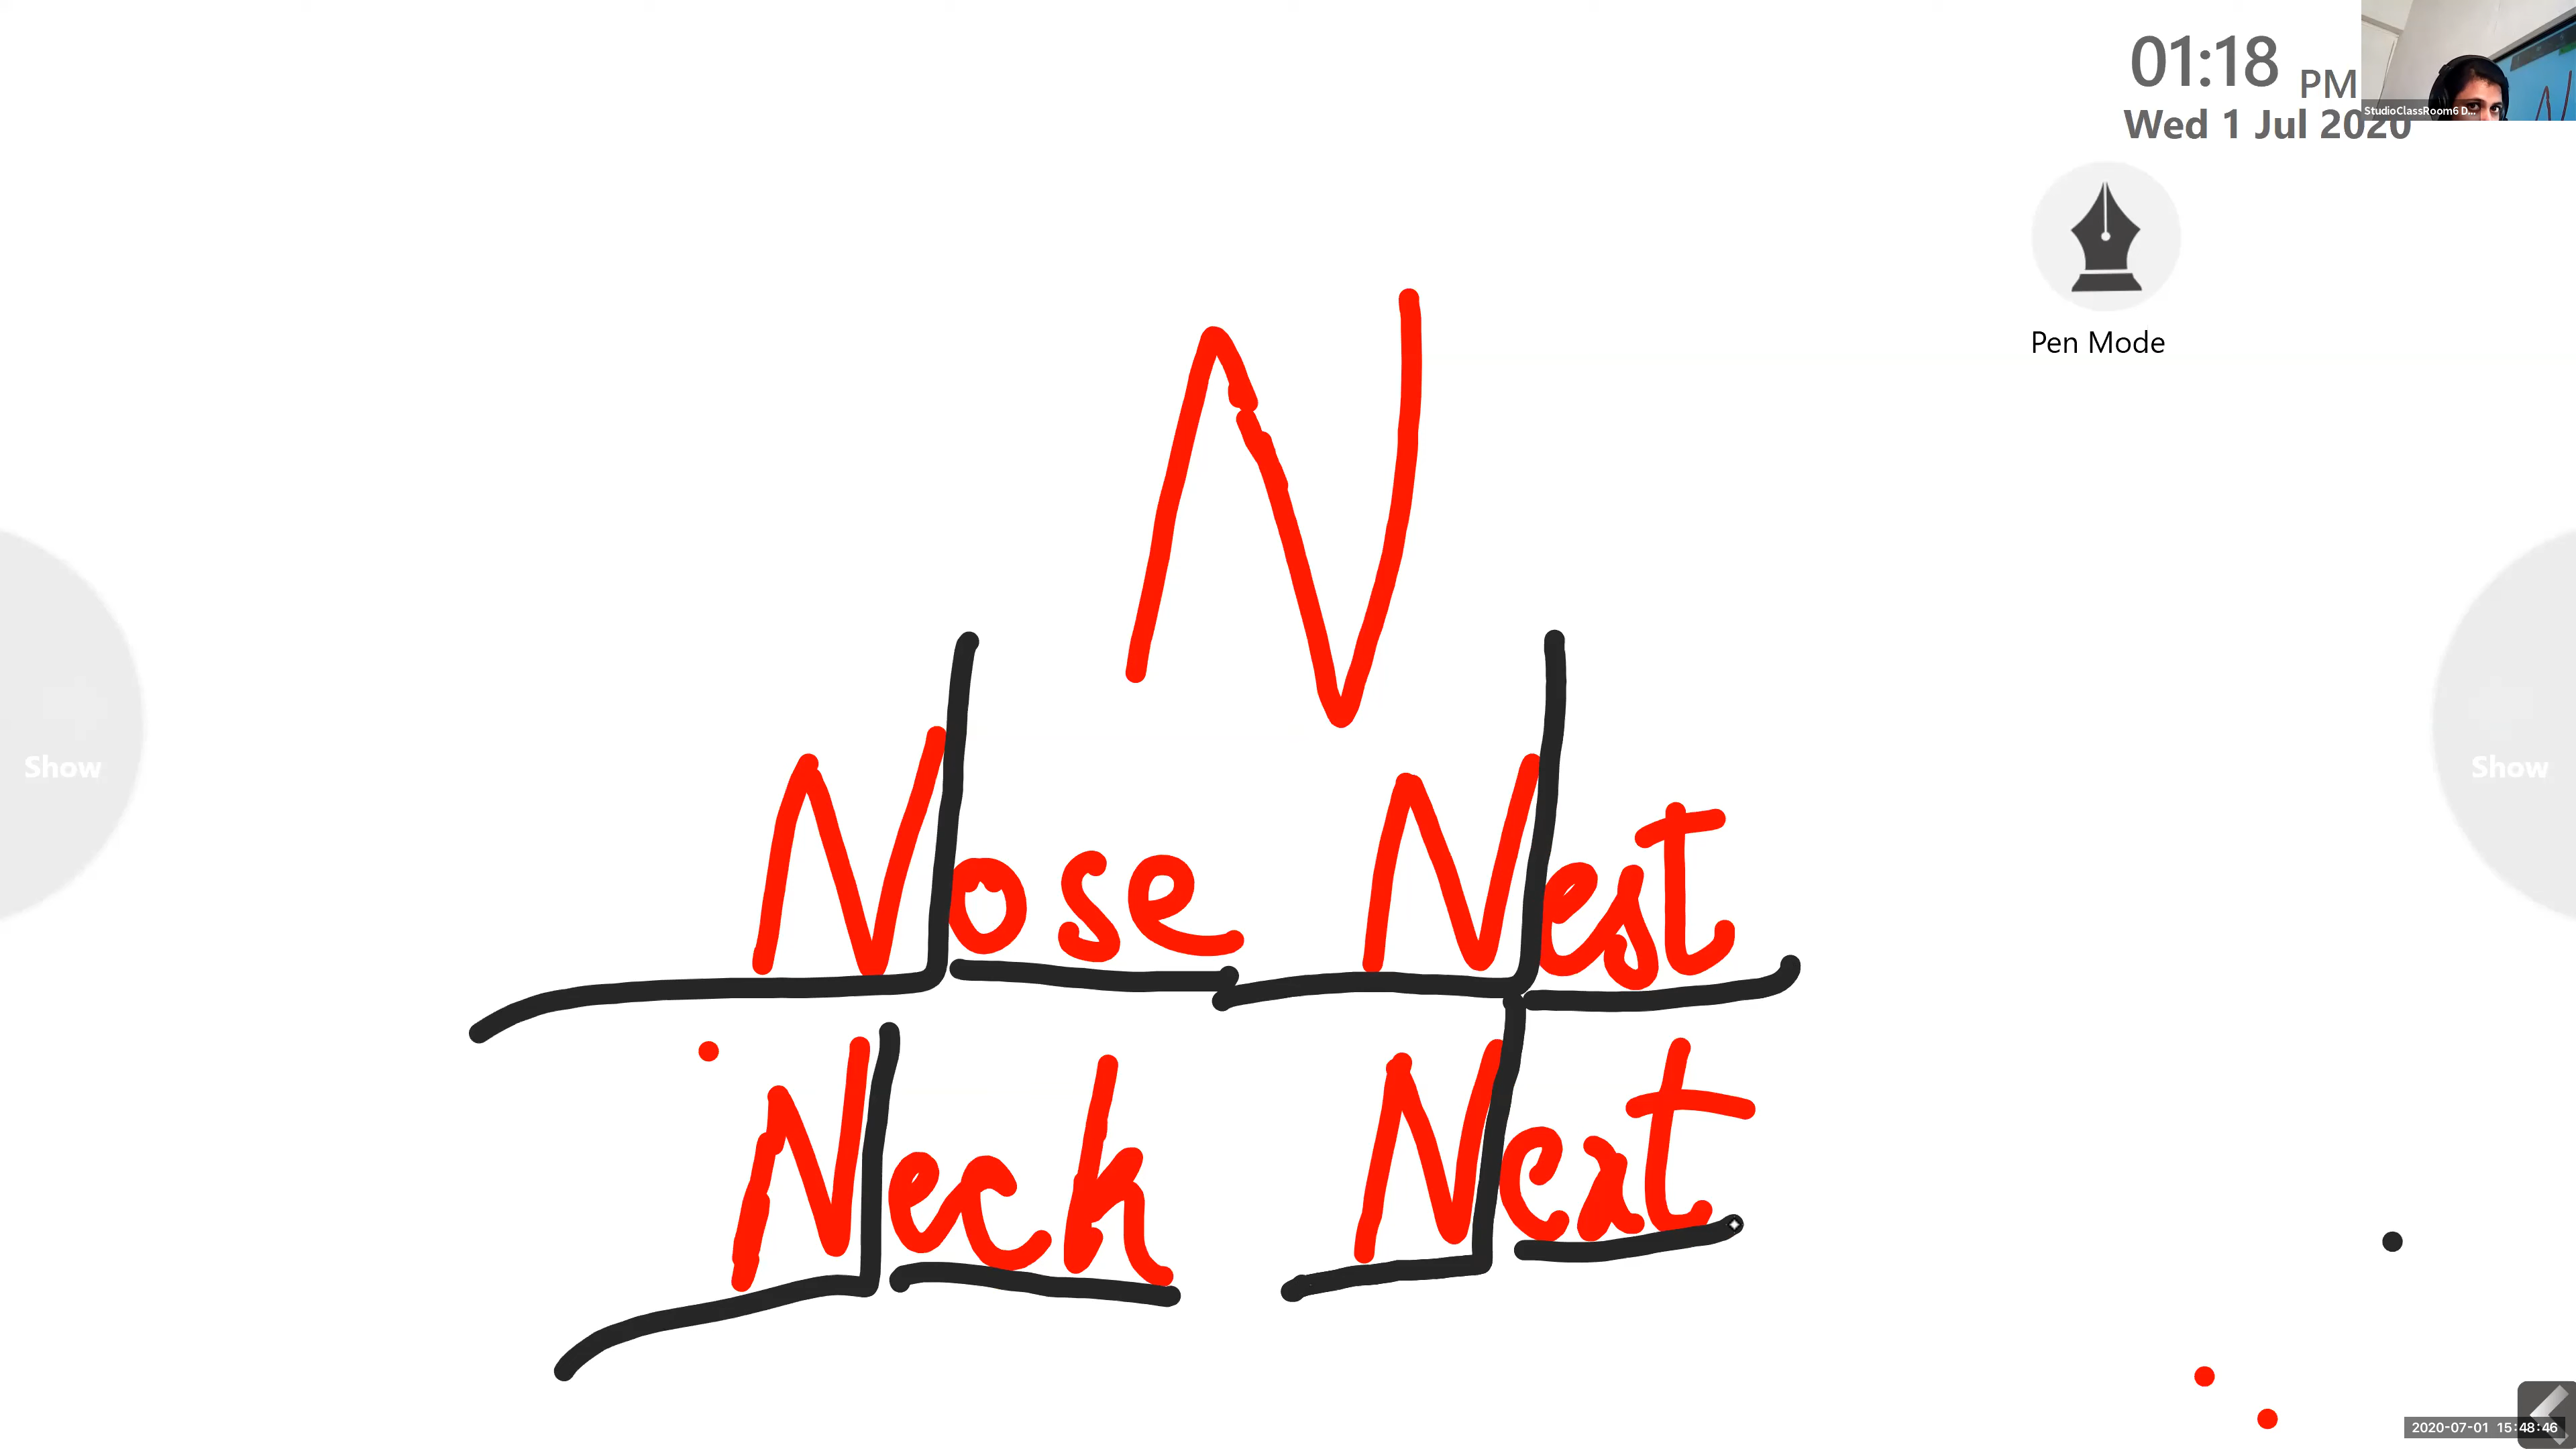 01:18 PM
StudioClassRoom6 D...
Wed 1 Jul 2020
Pen Mode
N
Show
Show
Nose Nest
Neck Next
2020-07-01 15:48:46